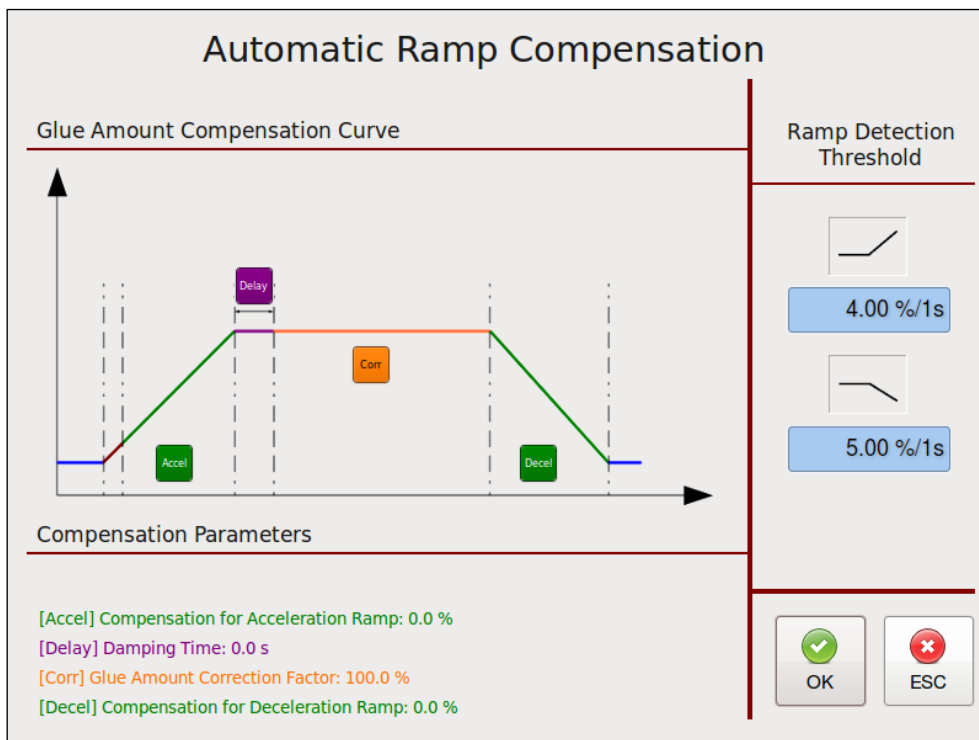 Automatic Ramp Compensation
Glue Amount Compensation Curve
Delay
Corr
Accel
Decel
Compensation Parameters
[Accel] Compensation for Acceleration Ramp: 0.0 %
[Delay] Damping Time: 0.0 s
[Corr] Glue Amount Correction Factor: 100.0 %
[Decel] Compensation for Deceleration Ramp: 0.0 %
Ramp Detection
Threshold
4.00 %/1s
5.00 %/1s
OK
ESC